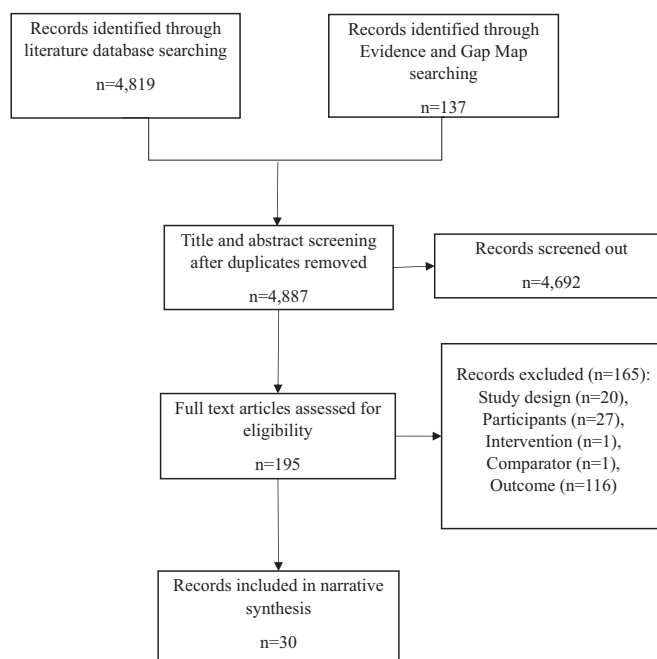 Records identified through
literature database searching
n=4,819
Records identified through
Evidence and Gap Map
searching
n=137
Title and abstract screening
after duplicates removed
n=4,887
Records screened out
n=4,692
Full text articles assessed for
eligibility
n=195
Records excluded (n=165):
Study design (n=20),
Participants (n=27),
Intervention (n=1),
Comparator (n=1),
Outcome (n=116)
Records included in narrative
synthesis
n=30